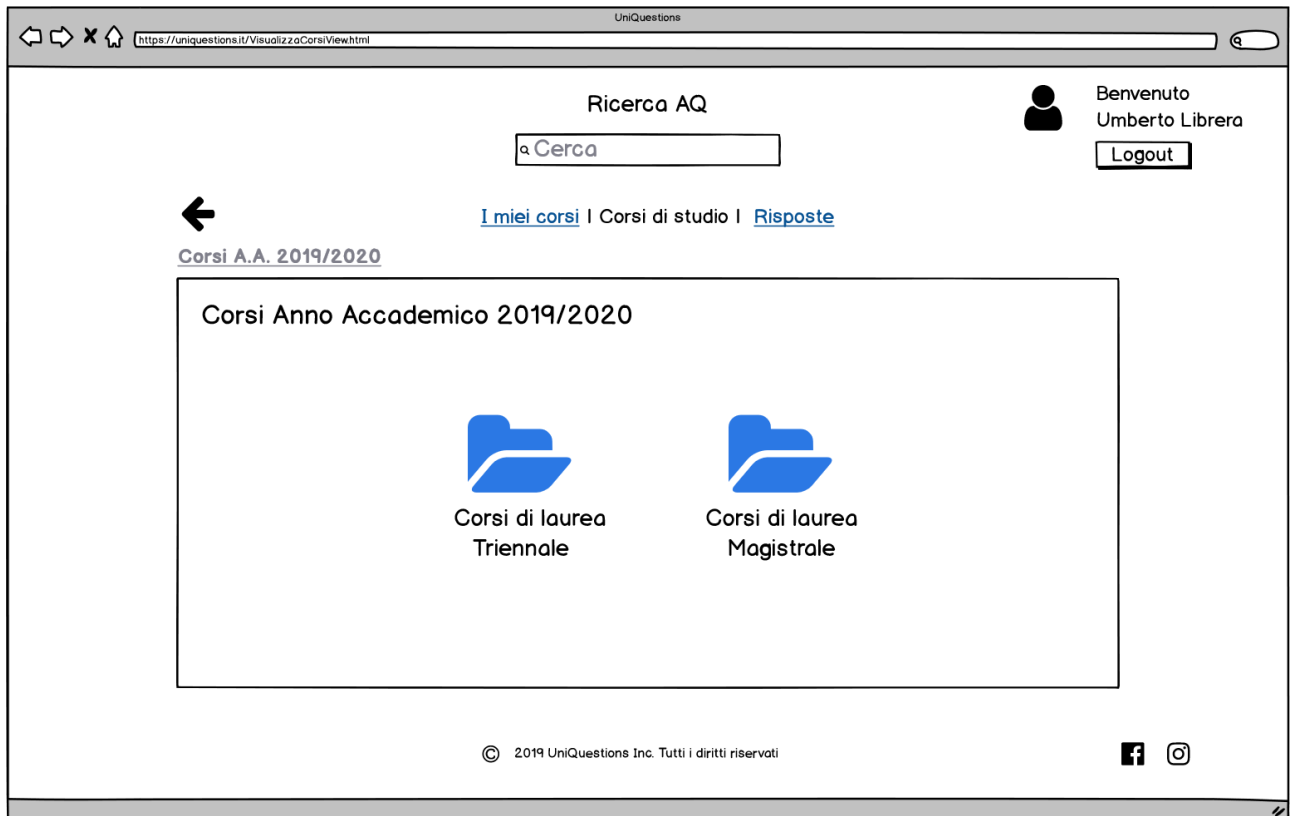 UniQuestions
https://uniquestions.it/VisualizzaCorsiView.html
Ricerca AQ
Cerca
Benvenuto
Umberto Librera
Logout
I miei corsi | Corsi di studio | Risposte
Corsi A.A. 2019/2020
Corsi Anno Accademico 2019/2020
Corsi di laurea
Triennale
Corsi di laurea
Magistrale
© 2019 UniQuestions Inc. Tutti i diritti riservati